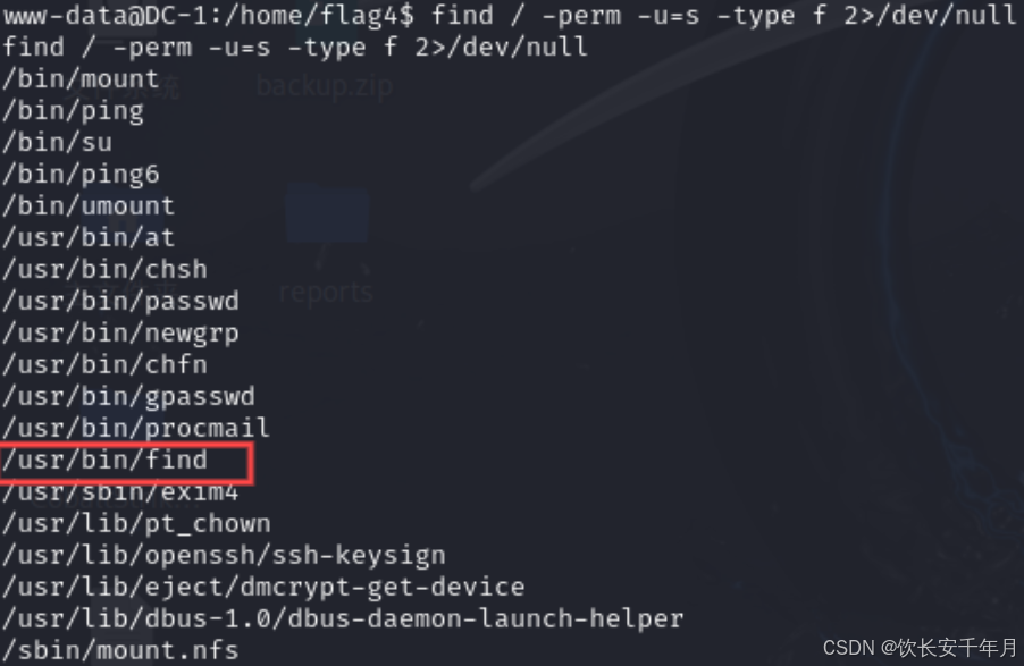 www-data@DC-1:/home/flag4$ find / -perm -u=s -type f 2>/dev/null
find / -perm -u=s -type f 2>/dev/null
/bin/mount
backup.zip
/bin/ping
/bin/su
/bin/ping6
/bin/umount
/usr/bin/at
/usr/bin/chsh
reports
/usr/bin/passwd
/usr/bin/newgrp
/usr/bin/chfn
/usr/bin/gpasswd
/usr/bin/procmail
/usr/bin/find
/usr/sbin/exim4
/usr/lib/pt_chown
/usr/lib/openssh/ssh-keysign
/usr/lib/eject/dmcrypt-get-device
/usr/lib/dbus-1.0/dbus-daemon-launch-helper
/sbin/mount.nfs
CSDN @饮长安千年月